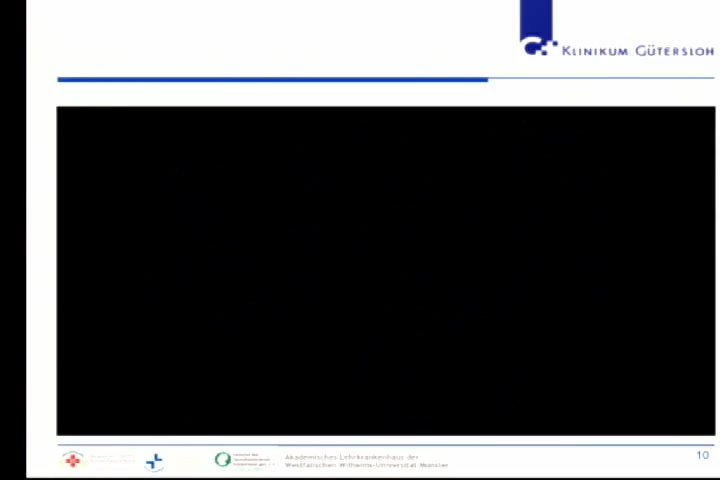 KLINIKUM GÜTERSLOH
Akademisches Lehrkrankenhaus der
Westfälischen Wilhelms-Universität Münster
10